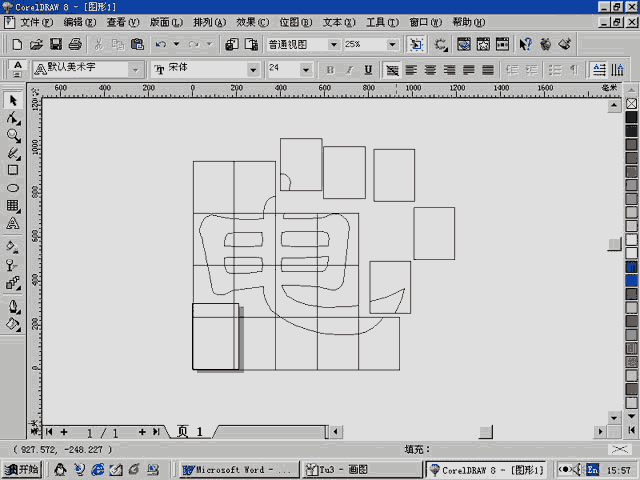 CorelDRAW 8 - [图形1]
文件(F) 编辑(E) 查看(V) 版面(L) 排列(A) 效果(C) 位图(B) 文本(X) 工具(T) 窗口(W) 帮助(H)
普通视图 25%
默认美术字 宋体 24 B I U
600 400 200 0 200 400 600 800 1000 1200 1400 1600 毫米
1000
800
600
400
200
0
电
1 / 1 页 1
( 927.572, -248.227 ) 填充：
开始 Microsoft Word - ... Tu3 - 画图 CorelDRAW 8 - [图形1] En 15:57